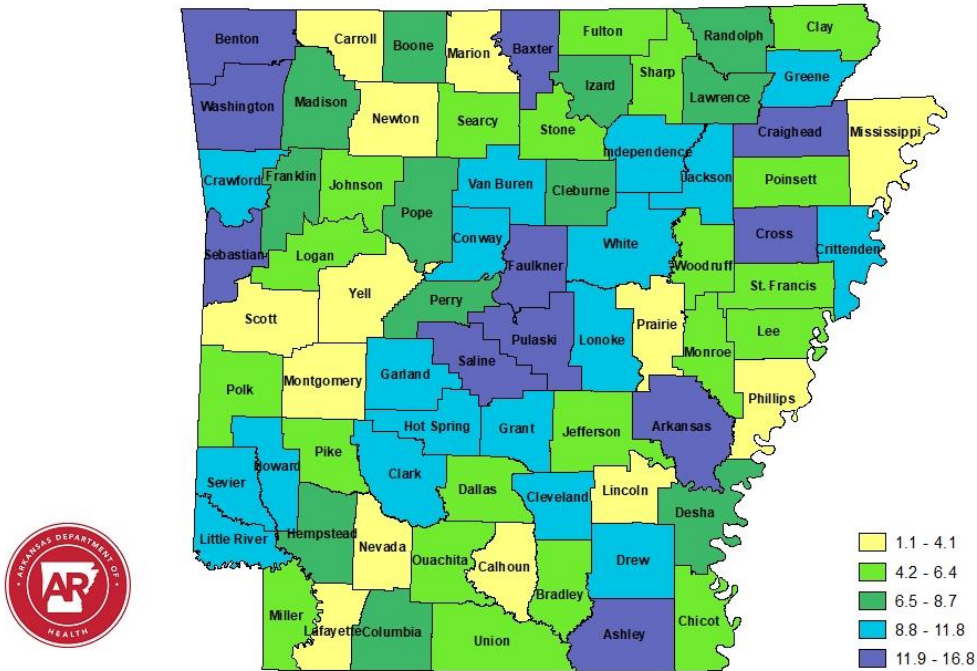 Benton
Carroll
Boone
Marion
Baxter
Fulton
Randolph
Clay
Sharp
Izard
Greene
Lawrence
Washington
Madison
Newton
Searcy
Stone
Craighead
Mississippi
Independence
Jackson
Crawford
Franklin
Johnson
Van Buren
Cleburne
Poinsett
Pope
Conway
White
Cross
Crittenden
Sebastian
Logan
Faulkner
Woodruff
St. Francis
Yell
Perry
Scott
Prairie
Lee
Pulaski
Lonoke
Saline
Monroe
Montgomery
Garland
Polk
Phillips
Hot Spring
Grant
Jefferson
Arkansas
Pike
Howard
Clark
Sevier
Dallas
Cleveland
Lincoln
Desha
Little River
Hempstead
Nevada
Ouachita
Calhoun
Drew
Bradley
Miller
Lafayette
Columbia
Union
Ashley
Chicot
ARKANSAS DEPARTMENT OF
AR
HEALTH
1.1 - 4.1
4.2 - 6.4
6.5 - 8.7
8.8 - 11.8
11.9 - 16.8